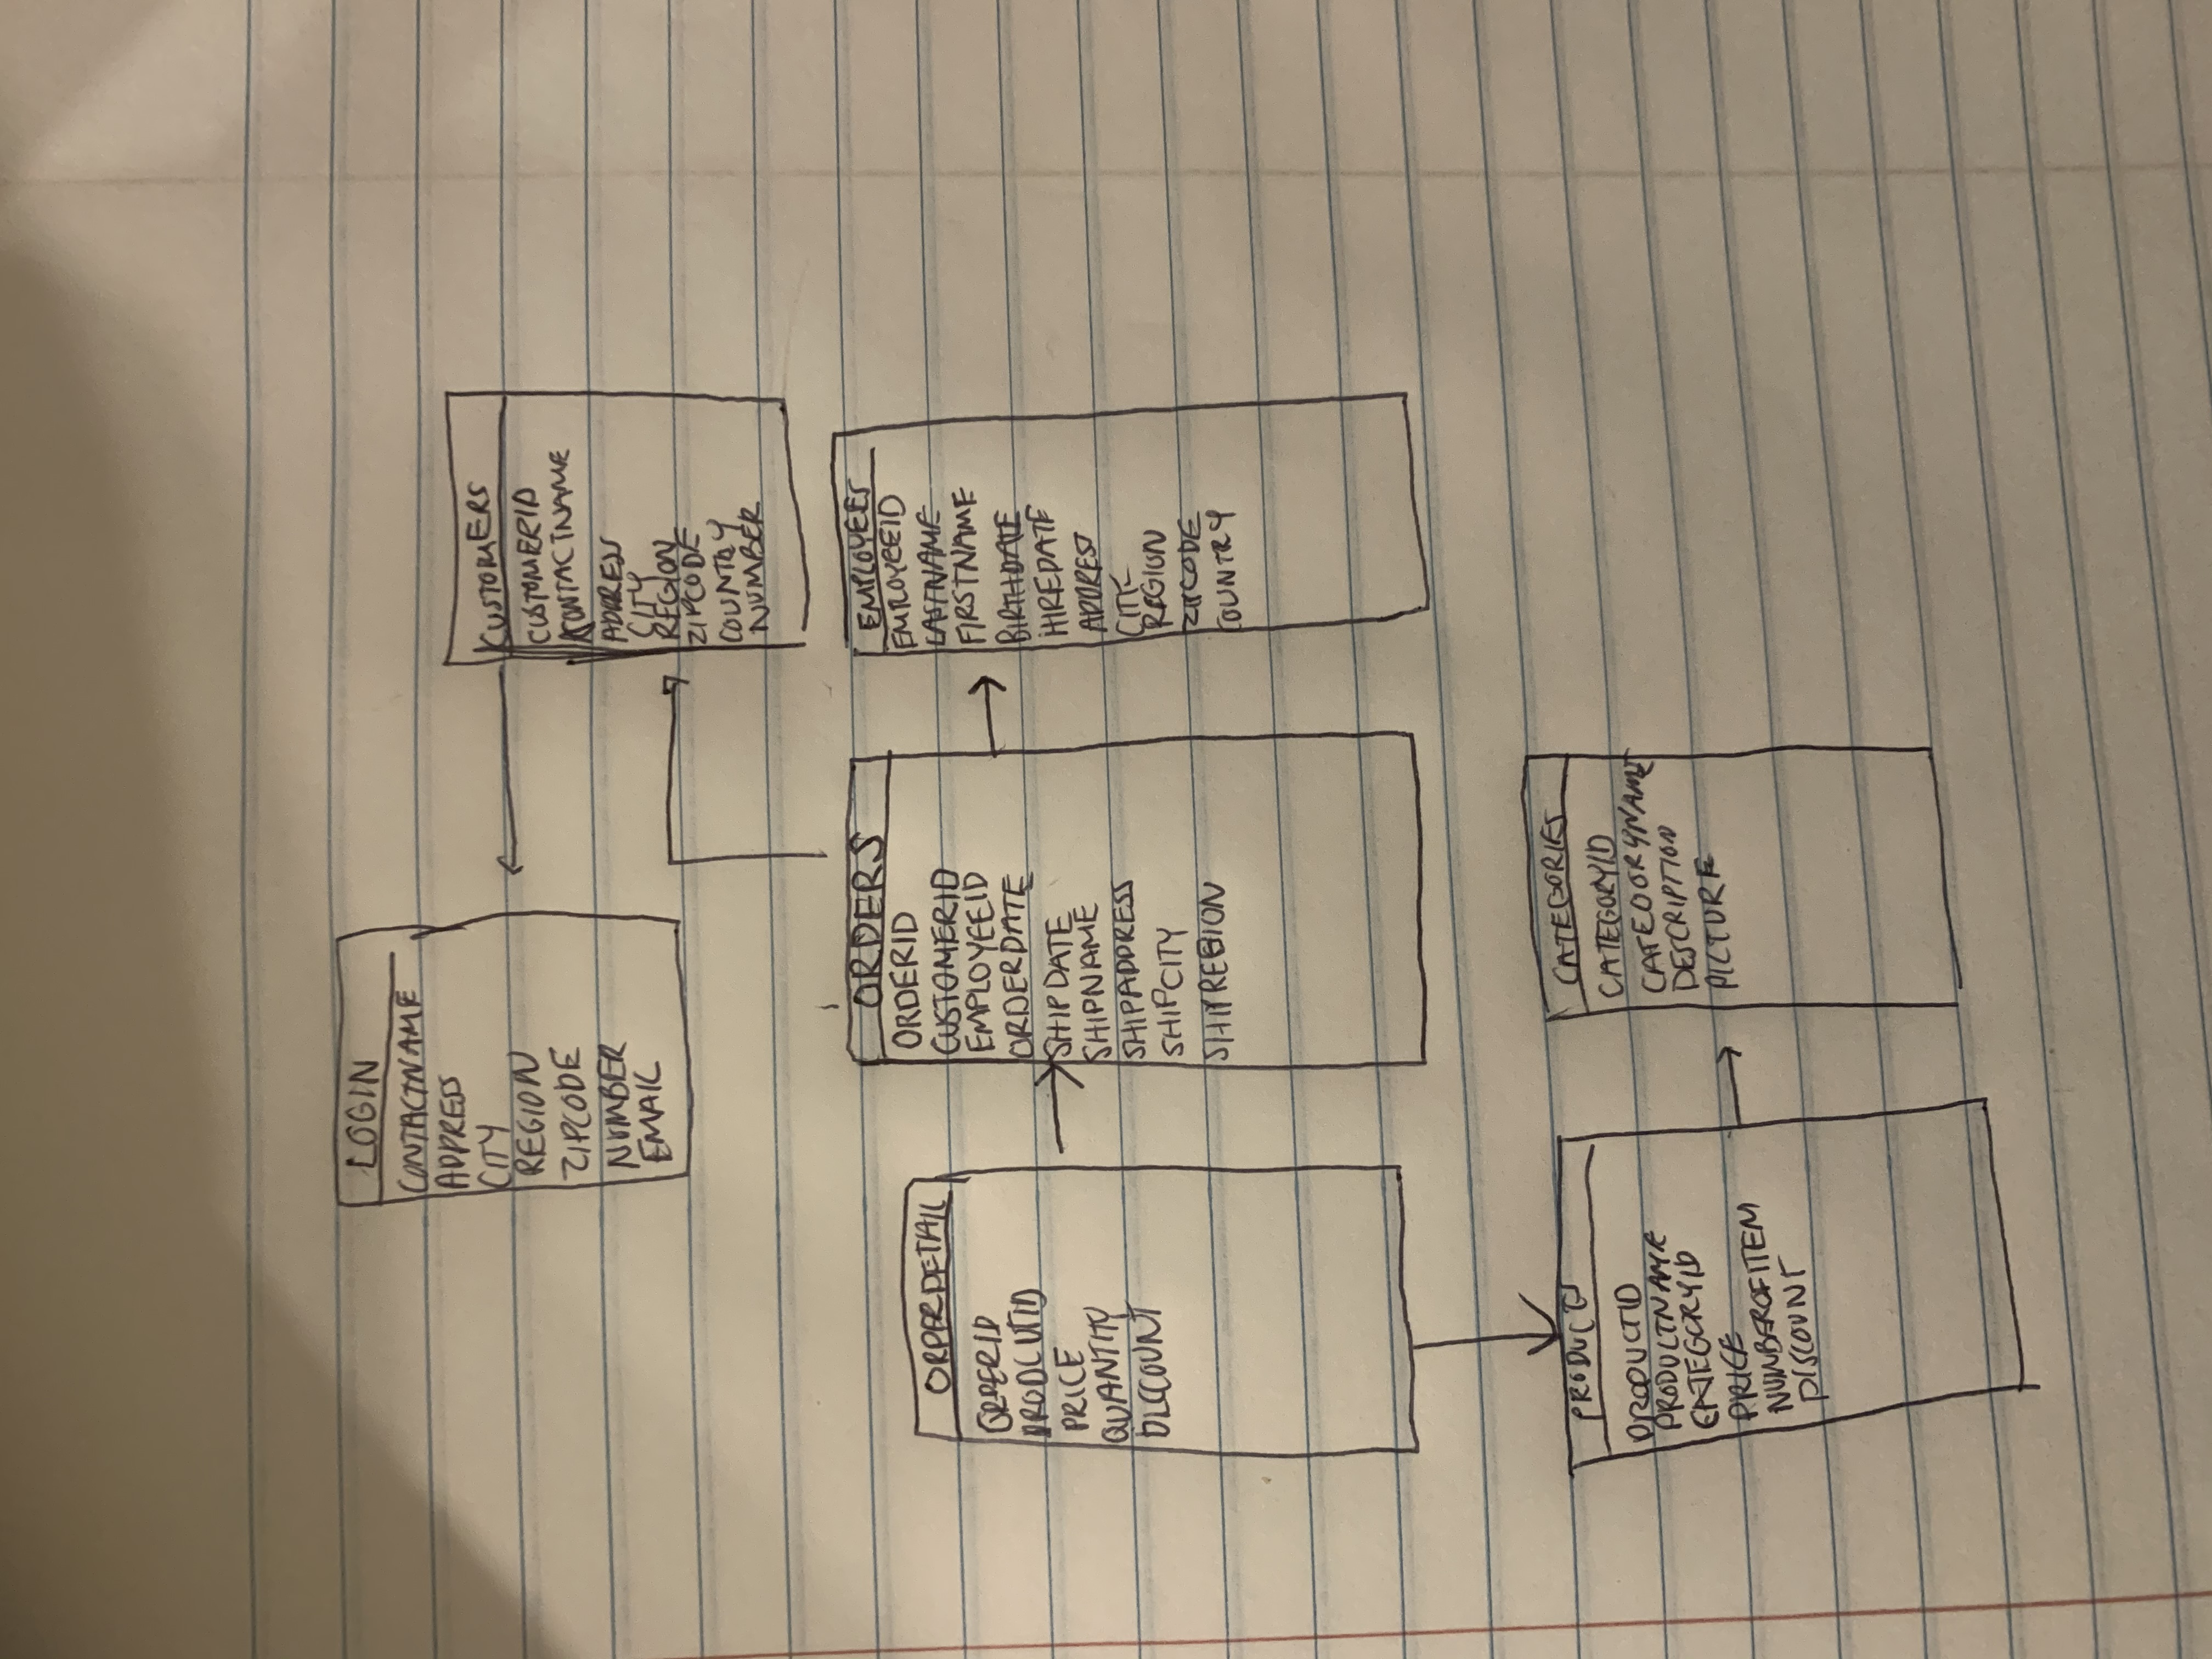 LOGIN
CONTACTNAME
ADDRESS
CITY
REGION
ZIPCODE
NUMBER
EMAIL
CUSTOMERS
CUSTOMERID
CONTACTNAME
ADDRESS
CITY
REGION
ZIPCODE
COUNTRY
NUMBER
ORDERDETAIL
ORDERID
PRODCUTID
PRICE
QUANTITY
DICCOUNT
ORDERS
ORDERID
CUSTOMERID
EMPLOYEEID
ORDERDATE
SHIPDATE
SHIPNAME
SHIPADDRESS
SHIPCITY
SHIPREGION
EMPLOYEES
EMPLOYEEID
LASTNAME
FIRSTNAME
BIRTHDATE
HIREDATE
ADDRESS
CITY
REGION
ZIPCODE
COUNTRY
PRODUCTS
PRODUCTID
PRODUCTNAME
CATEGORYID
PRICE
NUMBEROFITEM
DISCOUNT
CATEGORIES
CATEGORYID
CATEGORYNAME
DESCRIPTION
PICTURE